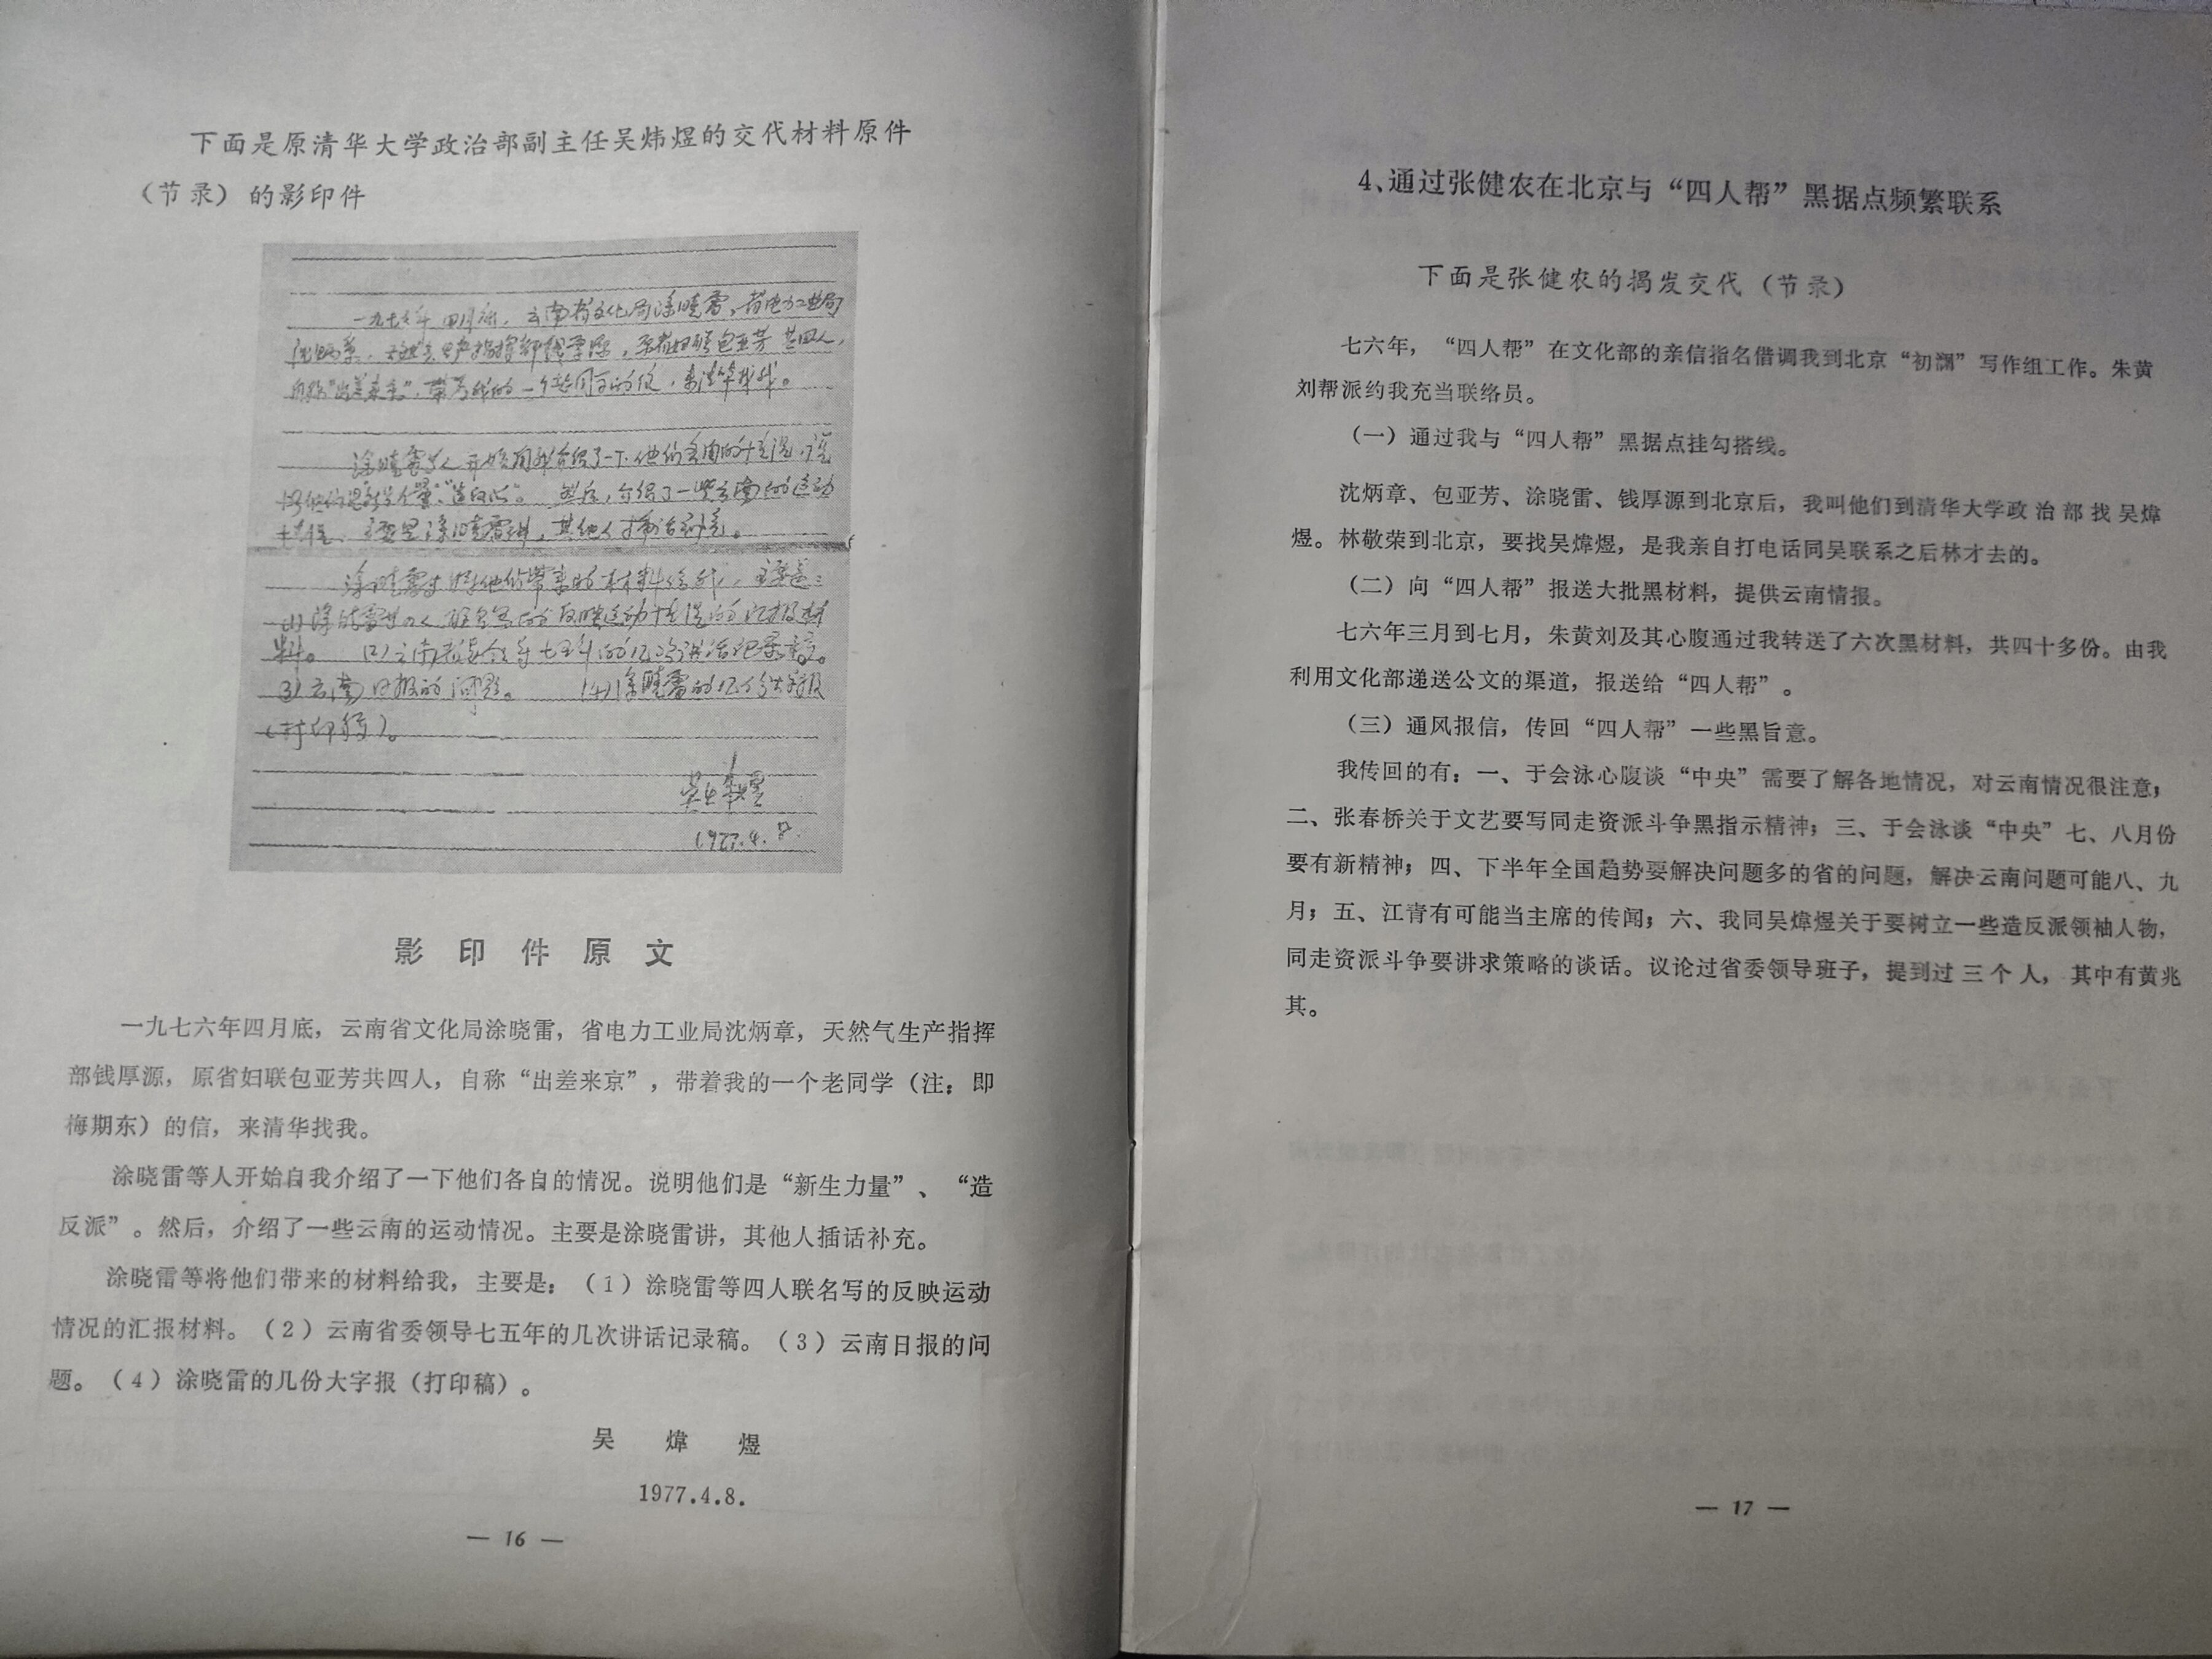 下面是原清华大学政治部副主任吴炜煜的交代材料原件
（节录）的影印件
一九七六年四月底，云南省文化局涂晓雷、省电力工业局
沈炳章、天然气生产指挥部钱厚源，原省妇联包亚芳共四人，
自称“出差来京”，带着我的一个老同学的信，来清华找我。
涂晓雷等人开始自我介绍了一下他们各自的情况，说
明他们是“新生力量”、“造反派”。然后，介绍了一些云南的运动
情况。主要是涂晓雷讲，其他人插话补充。
涂晓雷等将他们带来的材料给我，主要是：
（1）涂晓雷等四人联名写的反映运动情况的汇报材
料。（2）云南省委领导七五年的几次讲话记录稿。
（3）云南日报的问题。（4）涂晓雷的几份大字报
（打印稿）。
吴炜煜
1977.4.8.
影印件原文
一九七六年四月底，云南省文化局涂晓雷，省电力工业局沈炳章，天然气生产指挥
部钱厚源，原省妇联包亚芳共四人，自称“出差来京”，带着我的一个老同学（注：即
梅期东）的信，来清华找我。
涂晓雷等人开始自我介绍了一下他们各自的情况。说明他们是“新生力量”、“造
反派”。然后，介绍了一些云南的运动情况。主要是涂晓雷讲，其他人插话补充。
涂晓雷等将他们带来的材料给我，主要是：（1）涂晓雷等四人联名写的反映运动
情况的汇报材料。（2）云南省委领导七五年的几次讲话记录稿。（3）云南日报的问
题。（4）涂晓雷的几份大字报（打印稿）。
吴煒煜
1977.4.8.
— 16 —
4、通过张健农在北京与“四人帮”黑据点频繁联系
下面是张健农的揭发交代（节录）
七六年，“四人帮”在文化部的亲信指名借调我到北京“初澜”写作组工作。朱黄
刘帮派约我充当联络员。
（一）通过我与“四人帮”黑据点挂勾搭线。
沈炳章、包亚芳、涂晓雷、钱厚源到北京后，我叫他们到清华大学政治部找吴煒
煜。林敬荣到北京，要找吴煒煜，是我亲自打电话同吴联系之后林才去的。
（二）向“四人帮”报送大批黑材料，提供云南情报。
七六年三月到七月，朱黄刘及其心腹通过我转送了六次黑材料，共四十多份。由我
利用文化部递送公文的渠道，报送给“四人帮”。
（三）通风报信，传回“四人帮”一些黑旨意。
我传回的有：一、于会泳心腹谈“中央”需要了解各地情况，对云南情况很注意；
二、张春桥关于文艺要写同走资派斗争黑指示精神；三、于会泳谈“中央”七、八月份
要有新精神；四、下半年全国趋势要解决问题多的省的问题，解决云南问题可能八、九
月；五、江青有可能当主席的传闻；六、我同吴煒煜关于要树立一些造反派领袖人物，
同走资派斗争要讲求策略的谈话。议论过省委领导班子，提到过三个人，其中有黄兆
其。
— 17 —